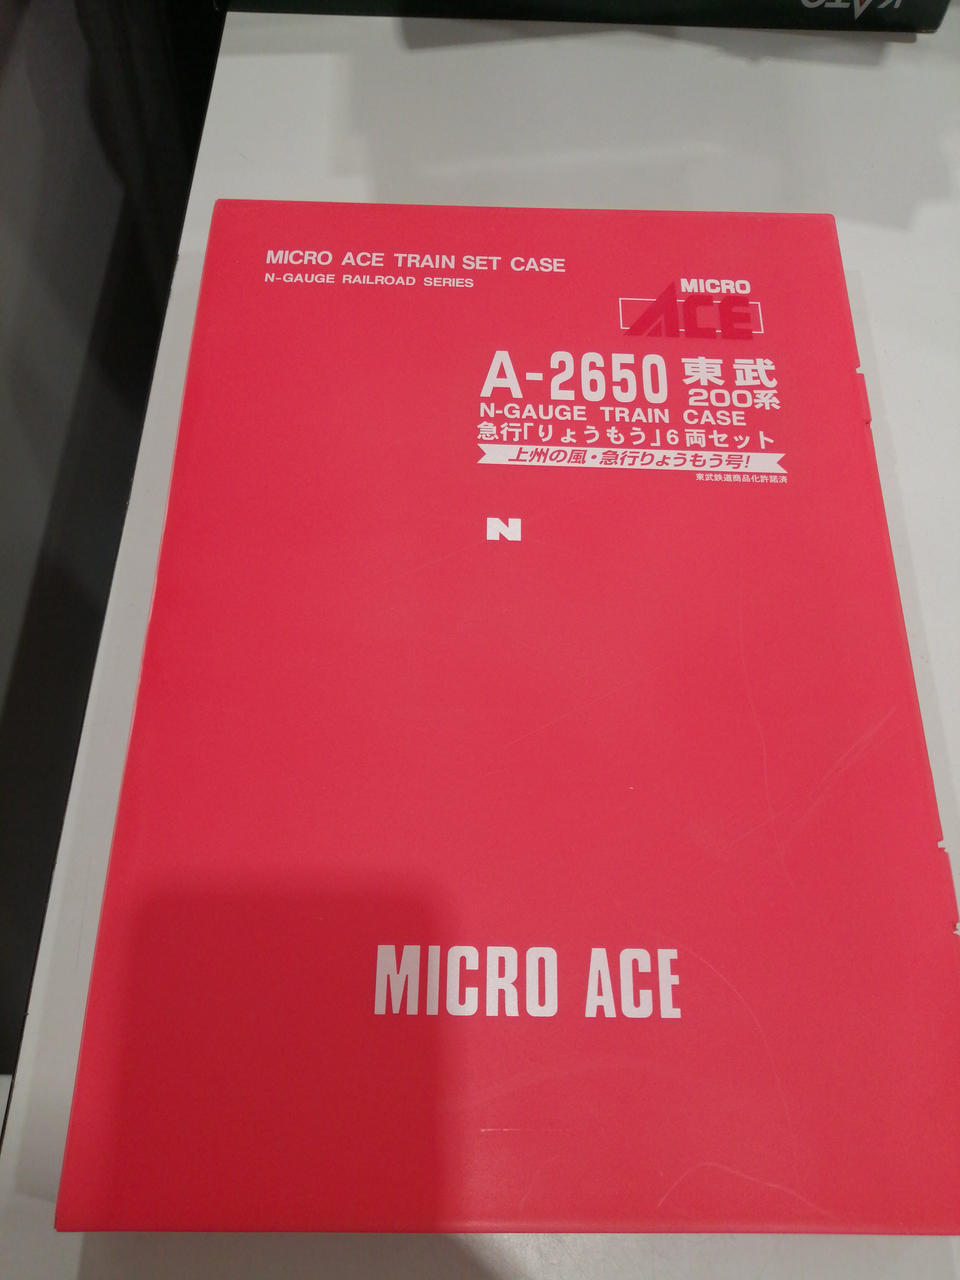 KATO
MICRO ACE TRAIN SET CASE
N-GAUGE RAILROAD SERIES
MICRO
ACE
A-2650 東武
200系
N-GAUGE TRAIN CASE
急行「りょうもう」6両セット
上州の風・急行りょうもう号!
東武鉄道商品化許諾済
N
MICRO ACE